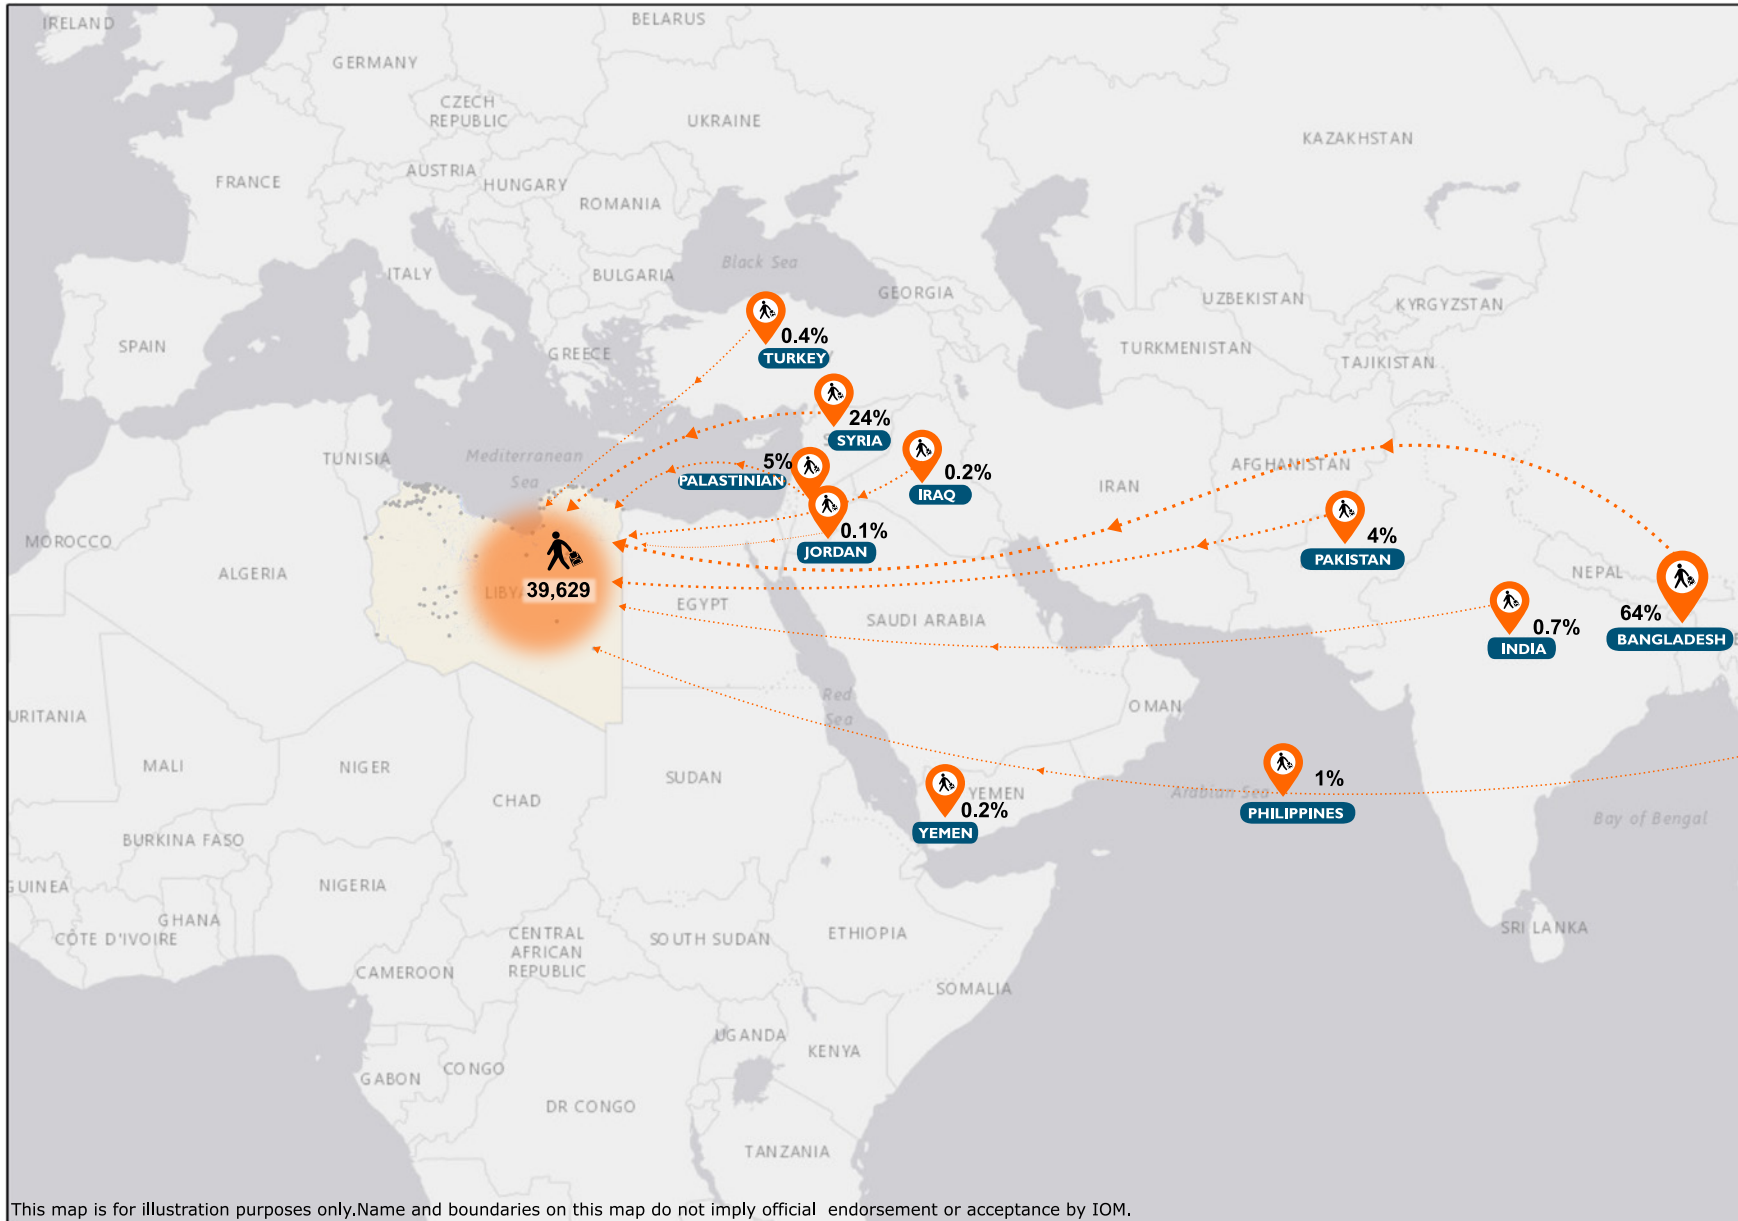 IRELAND
BELARUS
GERMANY
CZECH
REPUBLIC
UKRAINE
KAZAKHSTAN
FRANCE
AUSTRIA
HUNGARY
ROMANIA
ITALY
BULGARIA
Black Sea
GEORGIA
UZBEKISTAN
KYRGYZSTAN
SPAIN
GREECE
0.4%
TURKEY
TURKMENISTAN
TAJIKISTAN
24%
SYRIA
TUNISIA
Mediterranean
Sea
5%
PALASTINIAN
0.2%
IRAQ
IRAN
AFGHANISTAN
0.1%
JORDAN
4%
PAKISTAN
MOROCCO
ALGERIA
39,629
EGYPT
SAUDI ARABIA
NEPAL
0.7%
INDIA
64%
BANGLADESH
Red
Sea
OMAN
URITANIA
MALI
NIGER
CHAD
SUDAN
YEMEN
0.2%
YEMEN
Arabian Sea
1%
PHILIPPINES
Bay of Bengal
BURKINA FASO
GUINEA
NIGERIA
GHANA
CÔTE D'IVOIRE
CENTRAL
AFRICAN
REPUBLIC
SOUTH SUDAN
ETHIOPIA
SRI LANKA
CAMEROON
SOMALIA
UGANDA
KENYA
GABON
CONGO
DR CONGO
TANZANIA
This map is for illustration purposes only.Name and boundaries on this map do not imply official endorsement or acceptance by IOM.